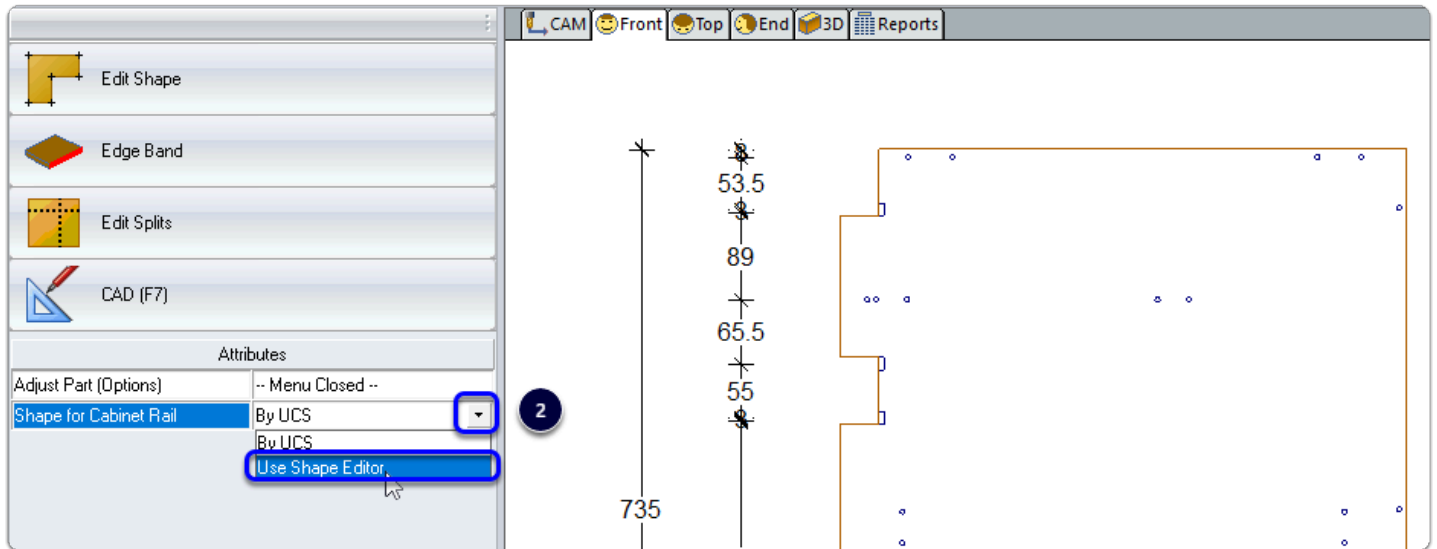 CAM Front Top End 3D Reports
Edit Shape
Edge Band
Edit Splits
CAD (F7)
Attributes
Adjust Part (Options) -- Menu Closed --
Shape for Cabinet Rail By UCS
By UCS
Use Shape Editor
2
53.5
89
65.5
55
735